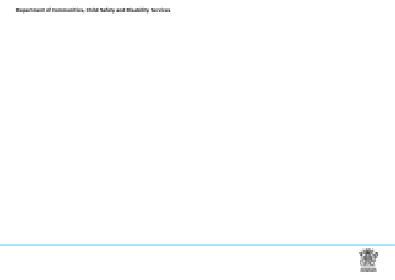 Department of Communities, Child Safety and Disability Services